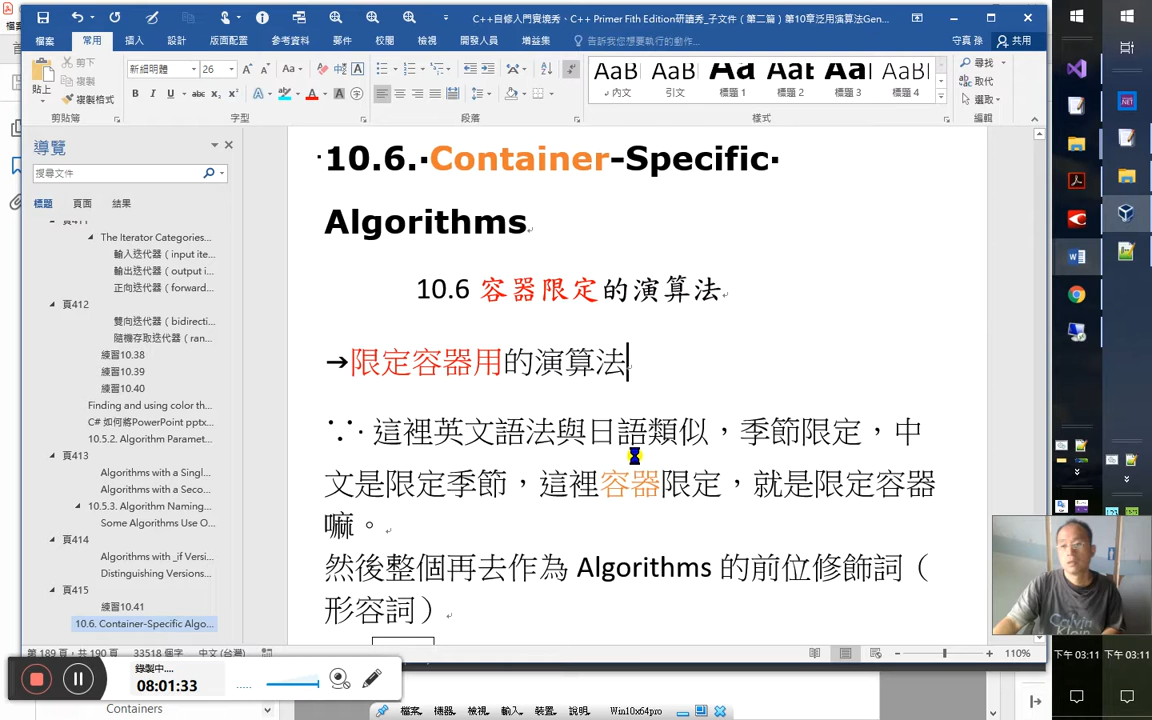 C++自修人門實境秀、C++ Primer Fith Edition研讀秀_子文件（第二篇）第10章泛用演算法Gen...
檔案
常用
插入
設計
版面配置
參考資料
郵件
校閱
檢視
開發人員
增益集
告訴我您想要執行的動作...
守真 孫
共用
貼上
剪下
複製
複製格式
新細明體
26
AaB
AaB
Aa
Aat
Aal
AaBl
內文
引文
標題 1
標題 2
標題 3
標題 4
尋找
取代
選取
剪貼簿
字型
段落
樣式
編輯
導覽
搜尋文件
標題
頁面
結果
頁411
The Iterator Categories...
輸入迭代器（input ite...
輸出迭代器（output i...
正向迭代器（forward...
頁412
雙向迭代器（bidirecti...
隨機存取迭代器（ran...
練習10.38
練習10.39
練習10.40
Finding and using color th...
C# 如何將PowerPoint pptx...
10.5.2. Algorithm Paramet...
頁413
Algorithms with a Singl...
Algorithms with a Seco...
10.5.3. Algorithm Naming...
Some Algorithms Use O...
頁414
Algorithms with _if Versi...
Distinguishing Versions...
頁415
練習10.41
10.6. Container-Specific Algo...
10.6. Container-Specific
Algorithms
10.6 容器限定的演算法
→限定容器用的演算法
∵ 這裡英文語法與日語類似，季節限定，中
文是限定季節，這裡容器限定，就是限定容器
嘛。
然後整個再去作為 Algorithms 的前位修飾詞（
形容詞）
第 189 頁，共 190 頁
33518 個字
中文 (台灣)
110%
錄製中....
08:01:33
Containers
檔案,
機器,
檢視,
輸入,
裝置,
說明,
Win10x64pro
下午 03:11
下午 03:11